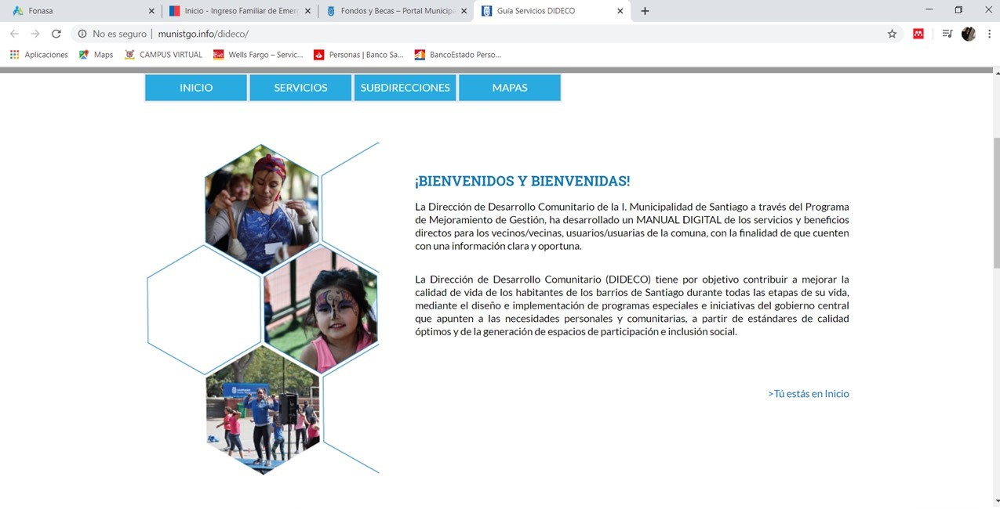 Fonasa
Inicio - Ingreso Familiar de Emer
Fondos y Becas – Portal Municip
Guía Servicios DIDECO
No es seguro | munistgo.info/dideco/
Aplicaciones
Maps
CAMPUS VIRTUAL
Wells Fargo – Servic...
Personas | Banco Sa...
BancoEstado Perso...
INICIO
SERVICIOS
SUBDIRECCIONES
MAPAS
¡BIENVENIDOS Y BIENVENIDAS!
La Dirección de Desarrollo Comunitario de la I. Municipalidad de Santiago a través del Programa
de Mejoramiento de Gestión, ha desarrollado un MANUAL DIGITAL de los servicios y beneficios
directos para los vecinos/vecinas, usuarios/usuarias de la comuna, con la finalidad de que cuenten
con una información clara y oportuna.
La Dirección de Desarrollo Comunitario (DIDECO) tiene por objetivo contribuir a mejorar la
calidad de vida de los habitantes de los barrios de Santiago durante todas las etapas de su vida,
mediante el diseño e implementación de programas especiales e iniciativas del gobierno central
que apunten a las necesidades personales y comunitarias, a partir de estándares de calidad
óptimos y de la generación de espacios de participación e inclusión social.
>Tú estás en Inicio